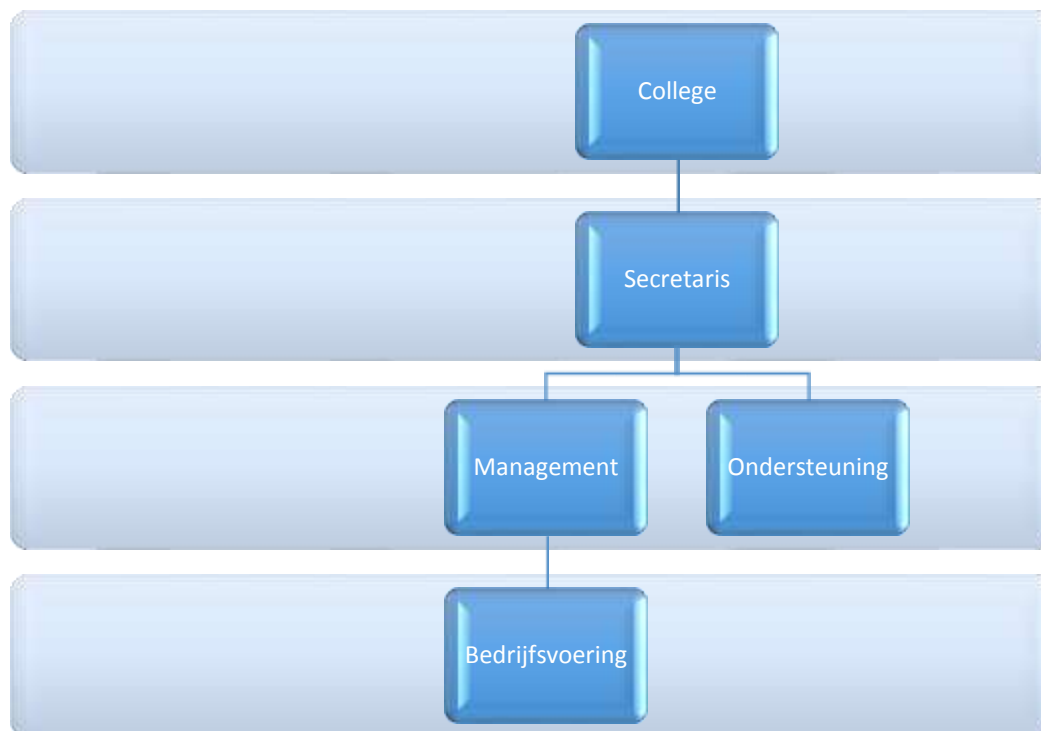 College
Secretaris
Management
Ondersteuning
Bedrijfsvoering